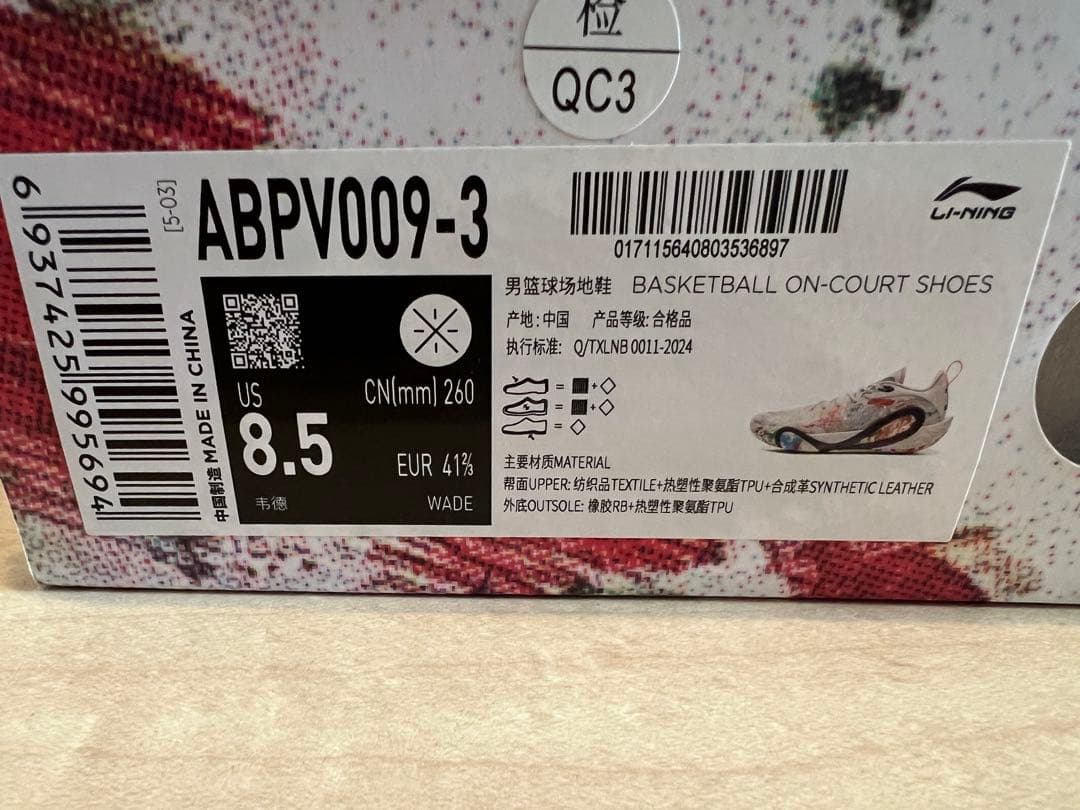 检
QC3
6 937425 995694
[5-03]
中国制造 MADE IN CHINA
ABPV009-3
017115640803536897
LI-NING
男篮球场地鞋 BASKETBALL ON-COURT SHOES
产地:中国 产品等级:合格品
执行标准: Q/TXLNB 0011-2024
US
8.5
CN(mm) 260
EUR 41⅔
韦德
WADE
= + ◇
= + ◇
= ◇
主要材质MATERIAL
帮面UPPER: 纺织品TEXTILE+热塑性聚氨酯TPU+合成革SYNTHETIC LEATHER
外底OUTSOLE: 橡胶RB+热塑性聚氨酯TPU